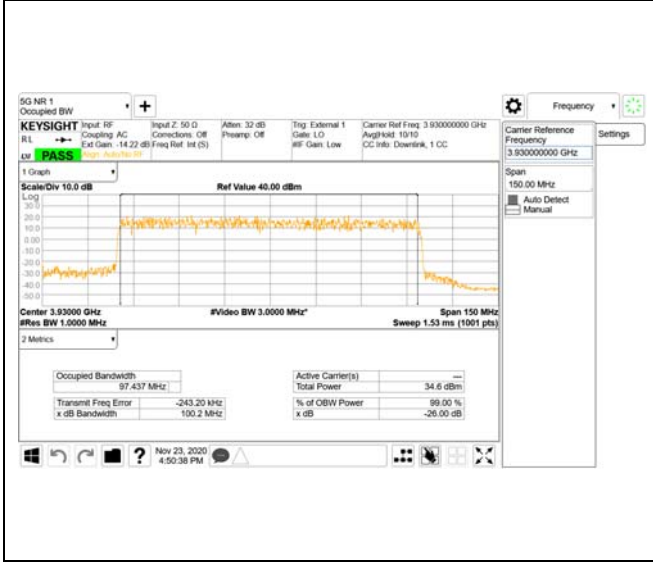 5G NR 1
Occupied BW
Frequency
KEYSIGHT Input: RF Input Z: 50 Ω Atten: 32 dB Trig: External 1 Carrier Ref Freq: 3.930000000 GHz
RL Coupling: AC Corrections: Off Preamp: Off Gate: LO Avg|Hold: 10/10
Ext Gain: -14.22 dB Freq Ref: Int (S) #IF Gain: Low CC Info: Downlink, 1 CC
PASS Align: Auto/No RF
Carrier Reference
Frequency
3.930000000 GHz
Settings
Span
150.00 MHz
Auto Detect
Manual
1 Graph
Scale/Div 10.0 dB Ref Value 40.00 dBm
Log
30.0
20.0
10.0
0.00
-10.0
-20.0
-30.0
-40.0
-50.0
Center 3.93000 GHz #Video BW 3.0000 MHz* Span 150 MHz
#Res BW 1.0000 MHz Sweep 1.53 ms (1001 pts)
2 Metrics
Occupied Bandwidth Active Carrier(s) ---
97.437 MHz Total Power 34.6 dBm
Transmit Freq Error -243.20 kHz % of OBW Power 99.00 %
x dB Bandwidth 100.2 MHz x dB -26.00 dB
? Nov 23, 2020
4:50:38 PM